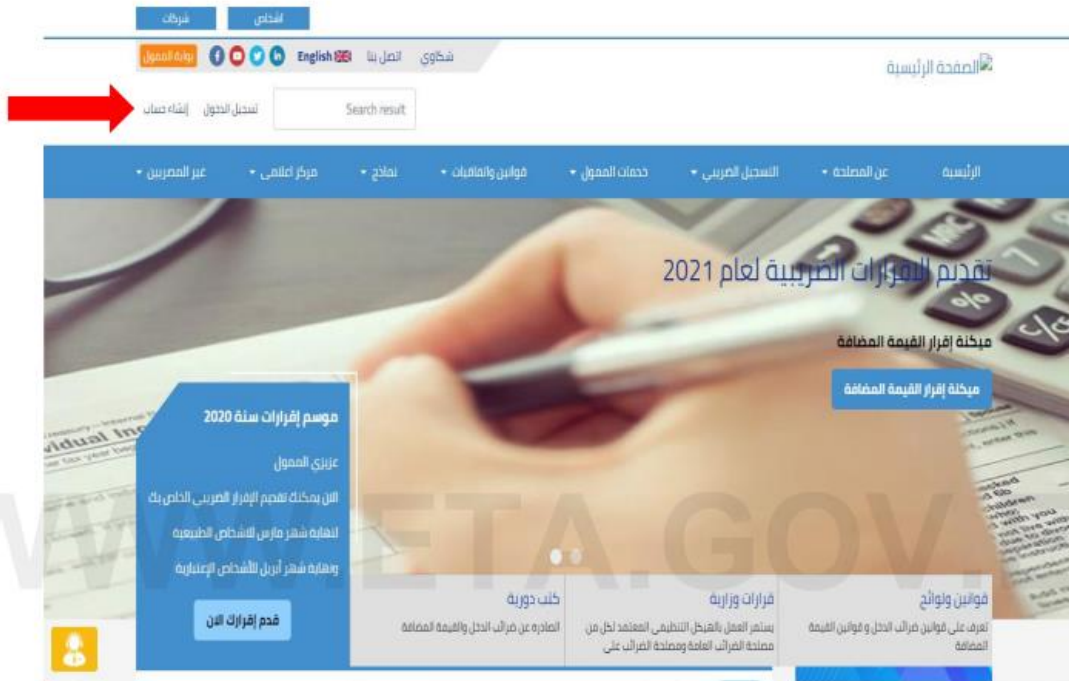 اشخاص
شركات
شكاوي
اتصل بنا
English
بوابة الممول
الصفحة الرئيسية
Search result
تسجيل الدخول
إنشاء حساب
الرئيسية
عن المصلحة
التسجيل الضريبي
خدمات الممول
قوانين واتفاقيات
نماذج
مركز اعلامى
غير المصريين
تقديم الاقرارات الضريبية لعام 2021
ميكنة إقرار القيمة المضافة
ميكنة إقرار القيمة المضافة
موسم إقرارات سنة 2020
عزيزي الممول
الان يمكنك تقديم الإقرار الضريبى الخاص بك
لنهاية شهر مارس للاشخاص الطبيعية
ونهاية شهر أبريل للأشخاص الإعتبارية
قدم إقرارك الان
WWW.ETA.GOV.
قوانين ولوائح
تعرف على قوانين ضرائب الدخل و قوانين القيمة
المضافة
قرارات وزارية
يستمر العمل بالهيكل التنظيمى المعتمد لكل من
مصلحة الضرائب العامة ومصلحة الضرائب على
كتب دورية
الصادره عن ضرائب الدخل والقيمة المضافة